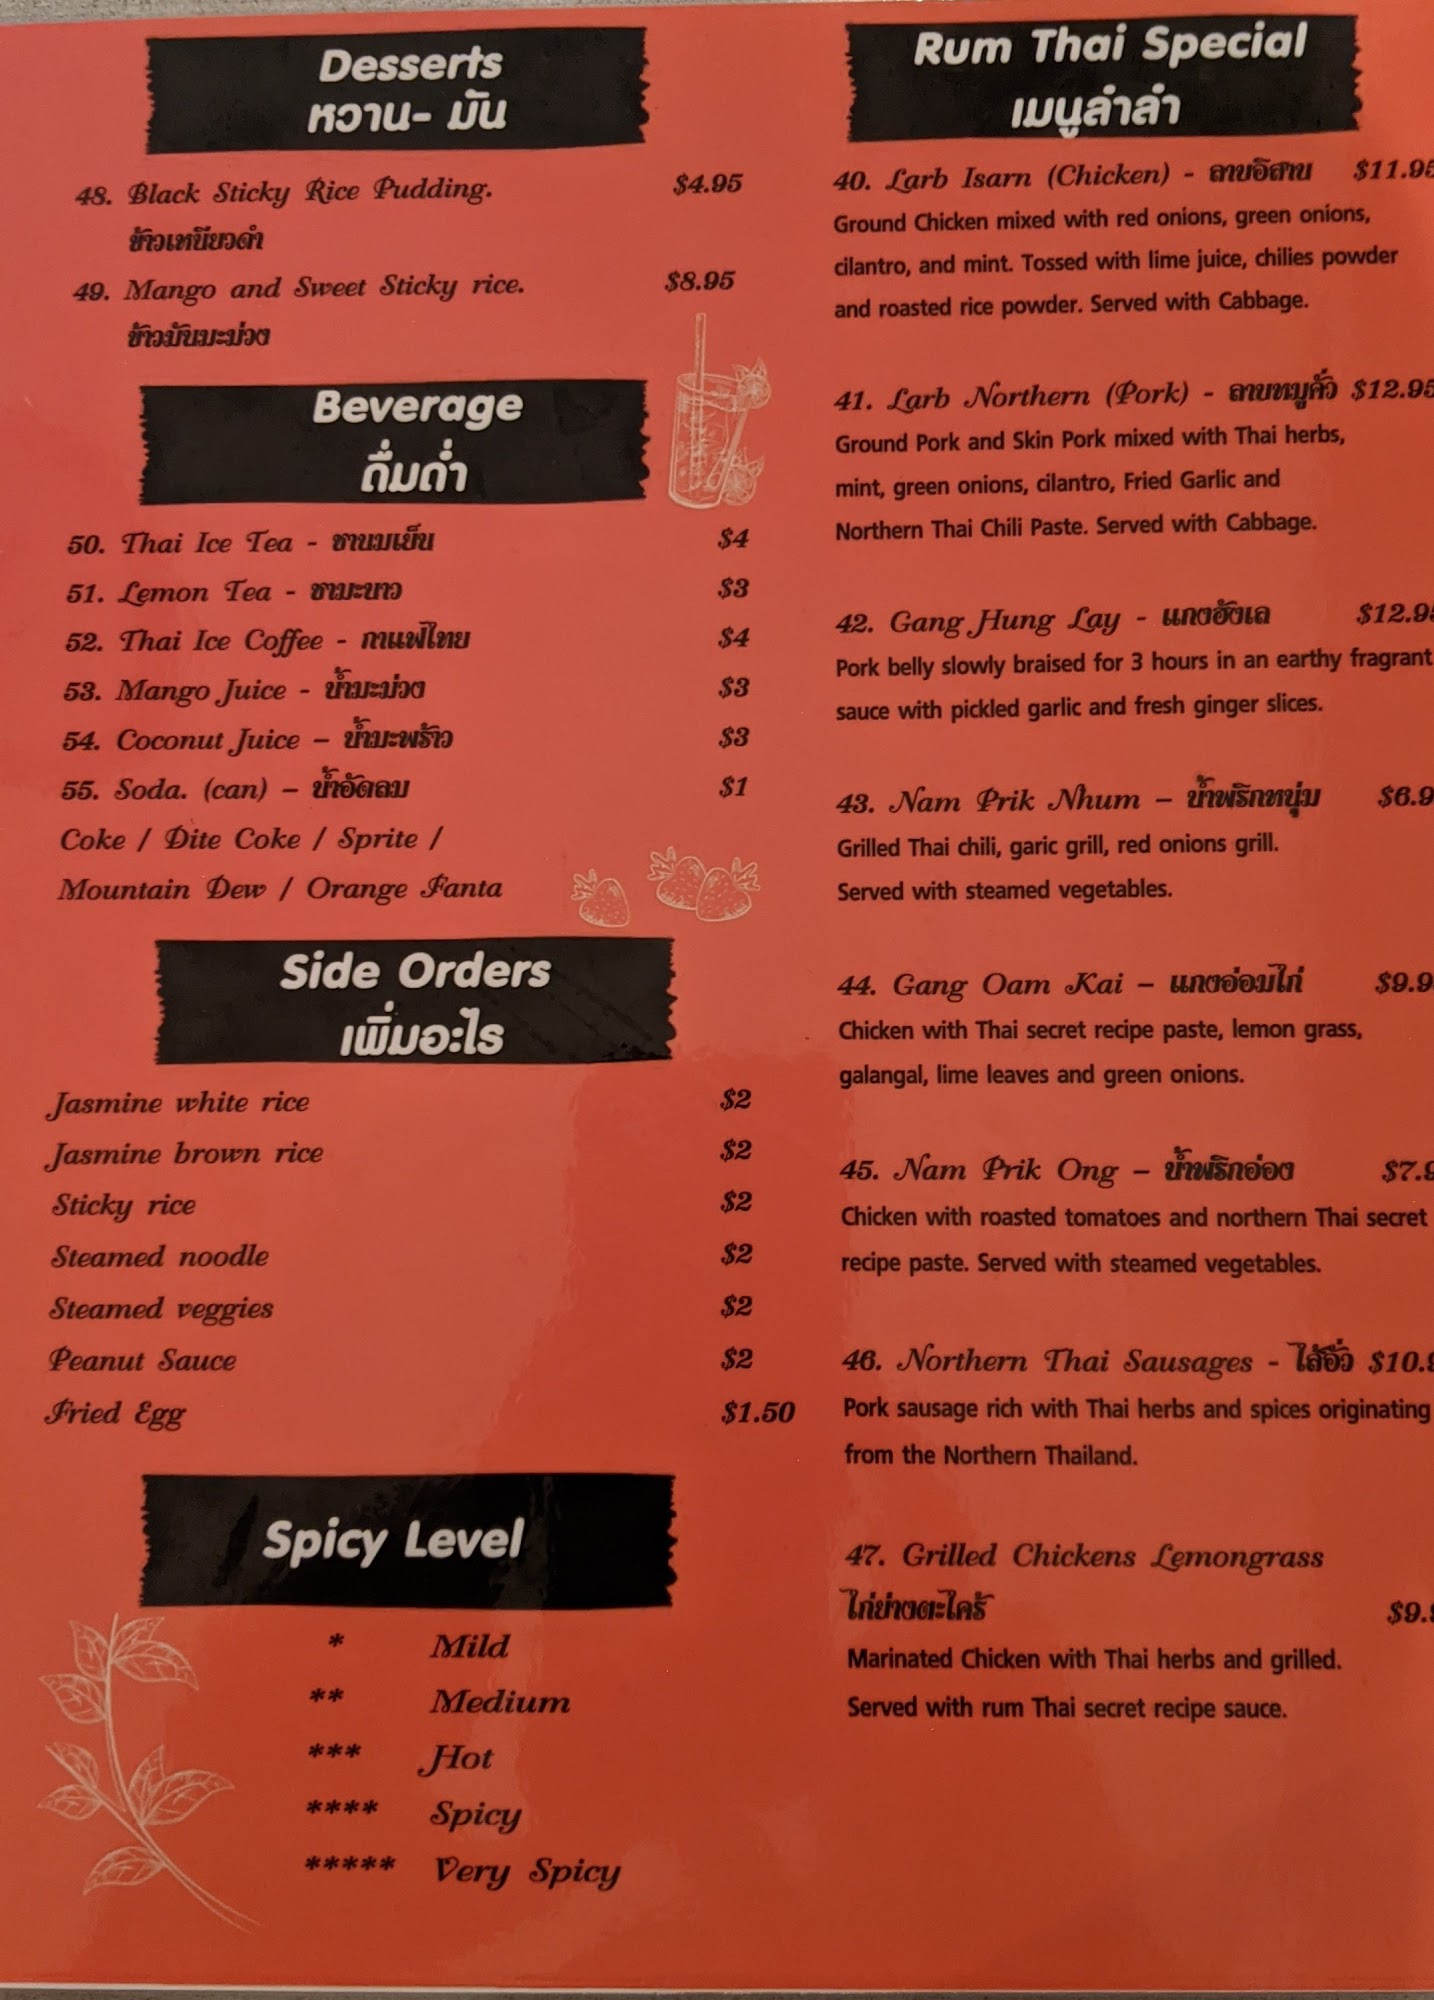 Desserts
หวาน- มัน
48. Black Sticky Rice Pudding. $4.95
ข้าวเหนียวดำ
49. Mango and Sweet Sticky rice. $8.95
ข้าวมันมะม่วง
Beverage
ดื่มด่ำ
50. Thai Ice Tea - ชานมเย็น $4
51. Lemon Tea - ชามะนาว $3
52. Thai Ice Coffee - กาแฟไทย $4
53. Mango Juice - น้ำมะม่วง $3
54. Coconut Juice – น้ำมะพร้าว $3
55. Soda. (can) – น้ำอัดลม $1
Coke / Dite Coke / Sprite /
Mountain Dew / Orange Fanta
Side Orders
เพิ่มอะไร
Jasmine white rice $2
Jasmine brown rice $2
Sticky rice $2
Steamed noodle $2
Steamed veggies $2
Peanut Sauce $2
Fried Egg $1.50
Spicy Level
* Mild
** Medium
*** Hot
**** Spicy
***** Very Spicy
Rum Thai Special
เมนูลำลำ
40. Larb Isarn (Chicken) - ลาบอิสาน $11.95
Ground Chicken mixed with red onions, green onions,
cilantro, and mint. Tossed with lime juice, chilies powder
and roasted rice powder. Served with Cabbage.
41. Larb Northern (Pork) - ลาบหมูคั่ว $12.95
Ground Pork and Skin Pork mixed with Thai herbs,
mint, green onions, cilantro, Fried Garlic and
Northern Thai Chili Paste. Served with Cabbage.
42. Gang Hung Lay - แกงฮังเล $12.95
Pork belly slowly braised for 3 hours in an earthy fragrant
sauce with pickled garlic and fresh ginger slices.
43. Nam Prik Nhum – น้ำพริกหนุ่ม $6.9
Grilled Thai chili, garic grill, red onions grill.
Served with steamed vegetables.
44. Gang Oam Kai – แกงอ่อมไก่ $9.9
Chicken with Thai secret recipe paste, lemon grass,
galangal, lime leaves and green onions.
45. Nam Prik Ong – น้ำพริกอ่อง $7.9
Chicken with roasted tomatoes and northern Thai secret
recipe paste. Served with steamed vegetables.
46. Northern Thai Sausages - ไส้อั่ว $10.9
Pork sausage rich with Thai herbs and spices originating
from the Northern Thailand.
47. Grilled Chickens Lemongrass
ไก่ย่างตะไคร้ $9.9
Marinated Chicken with Thai herbs and grilled.
Served with rum Thai secret recipe sauce.